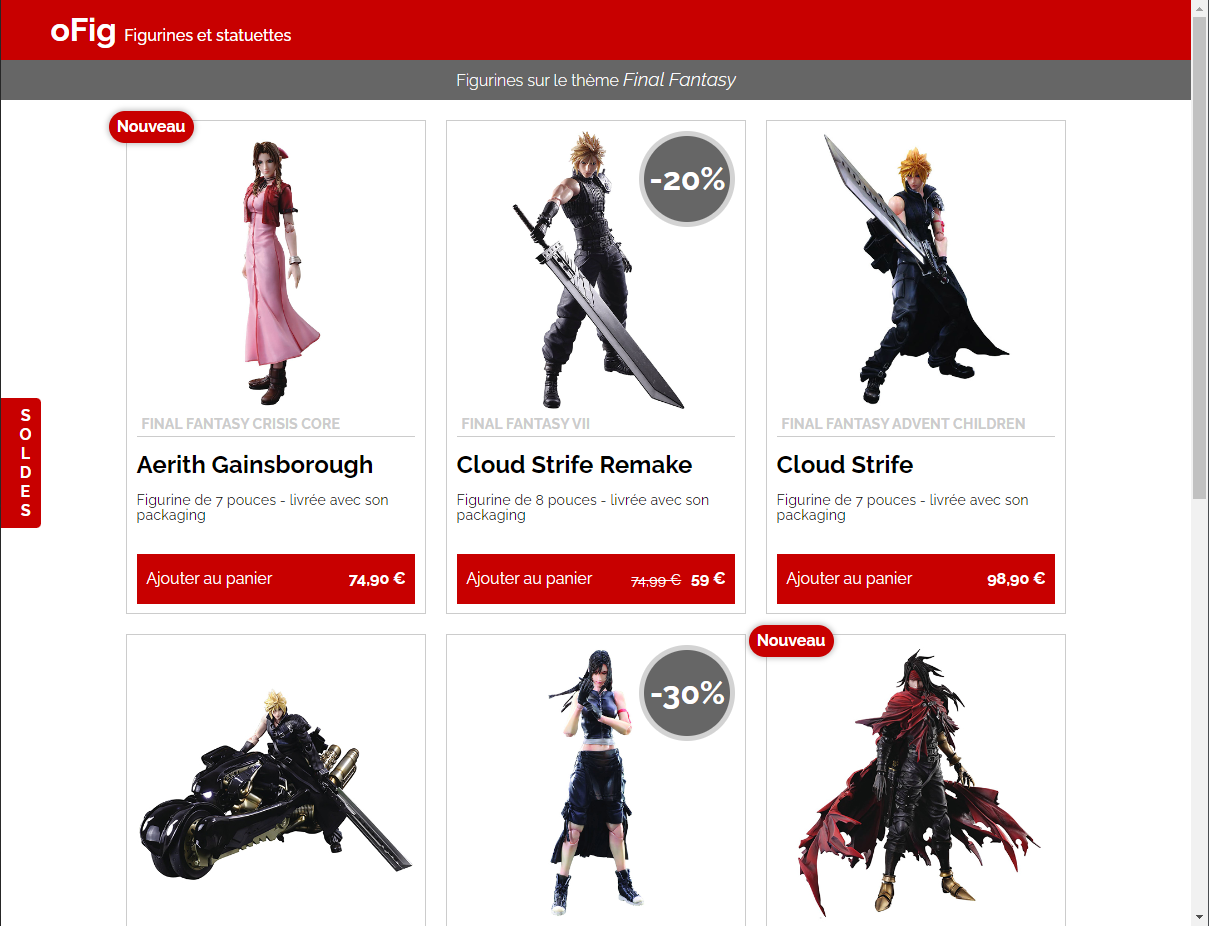 oFig Figurines et statuettes
Figurines sur le thème Final Fantasy
Nouveau
-20%
FINAL FANTASY CRISIS CORE
Aerith Gainsborough
Figurine de 7 pouces - livrée avec son
packaging
Ajouter au panier 74,90 €
FINAL FANTASY VII
Cloud Strife Remake
Figurine de 8 pouces - livrée avec son
packaging
Ajouter au panier 74,99 € 59 €
FINAL FANTASY ADVENT CHILDREN
Cloud Strife
Figurine de 7 pouces - livrée avec son
packaging
Ajouter au panier 98,90 €
S
O
L
D
E
S
-30%
Nouveau